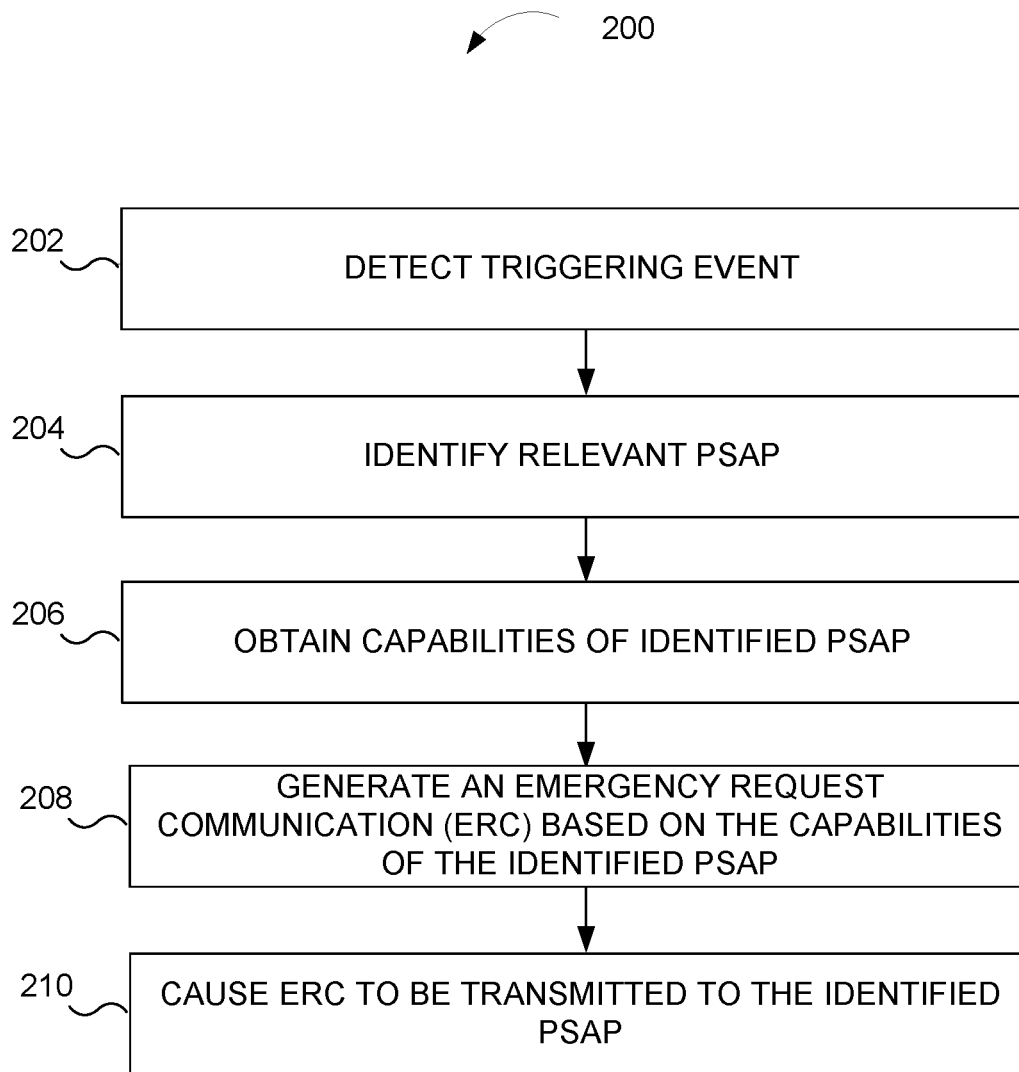 200
202
DETECT TRIGGERING EVENT
204
IDENTIFY RELEVANT PSAP
206
OBTAIN CAPABILITIES OF IDENTIFIED PSAP
208
GENERATE AN EMERGENCY REQUEST
COMMUNICATION (ERC) BASED ON THE CAPABILITIES
OF THE IDENTIFIED PSAP
210
CAUSE ERC TO BE TRANSMITTED TO THE IDENTIFIED
PSAP